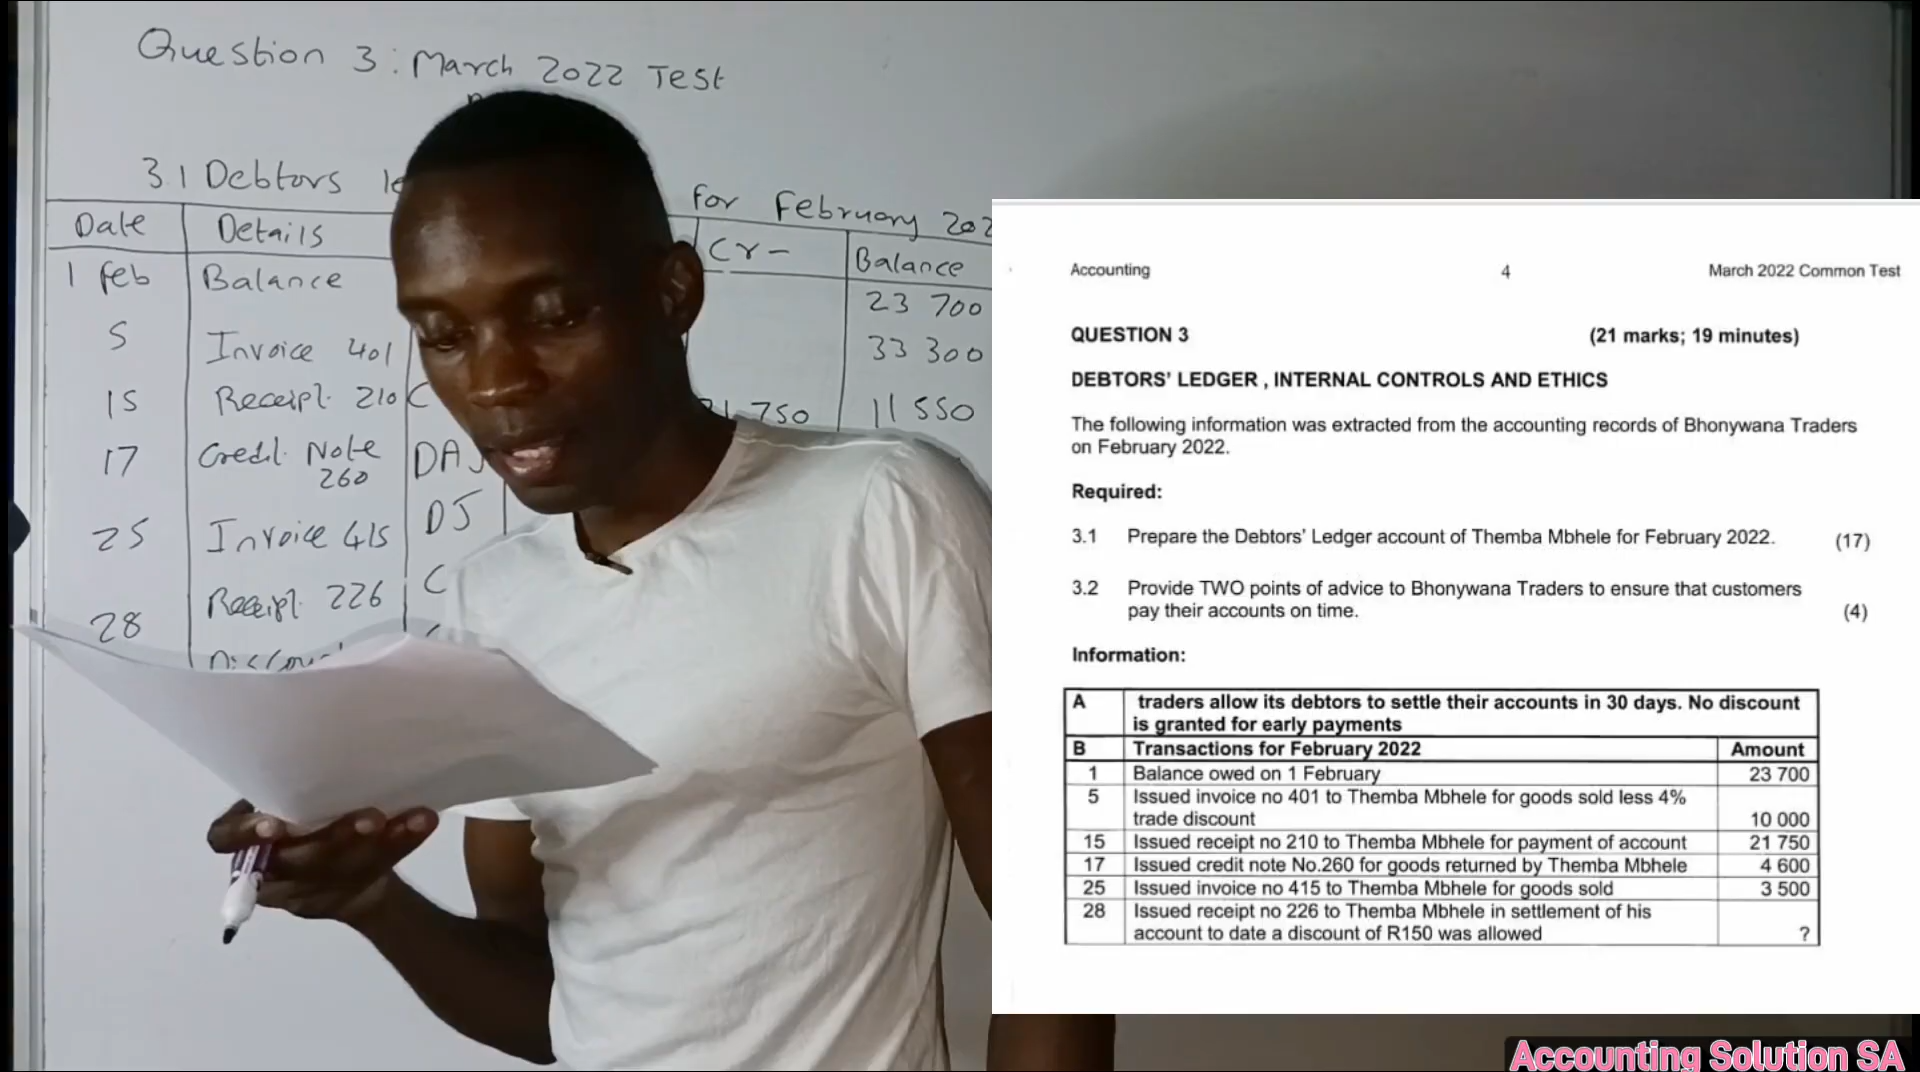 Question 3: March 2022 Test
3.1 Debtors
for February
Date
Details
Cr -
Balance
1 feb
Balance
23 700
5
Invoice 401
33 300
15
Receipt 210
C
750
11 550
17
Credit Note
260
DAJ
25
Invoice 415
DJ
28
Receipt 226
C
Accounting
4
March 2022 Common Test
QUESTION 3
(21 marks; 19 minutes)
DEBTORS' LEDGER , INTERNAL CONTROLS AND ETHICS
The following information was extracted from the accounting records of Bhonywana Traders
on February 2022.
Required:
3.1 Prepare the Debtors' Ledger account of Themba Mbhele for February 2022. (17)
3.2 Provide TWO points of advice to Bhonywana Traders to ensure that customers
pay their accounts on time. (4)
Information:
A traders allow its debtors to settle their accounts in 30 days. No discount
is granted for early payments
B Transactions for February 2022 Amount
1 Balance owed on 1 February 23 700
5 Issued invoice no 401 to Themba Mbhele for goods sold less 4%
trade discount 10 000
15 Issued receipt no 210 to Themba Mbhele for payment of account 21 750
17 Issued credit note No.260 for goods returned by Themba Mbhele 4 600
25 Issued invoice no 415 to Themba Mbhele for goods sold 3 500
28 Issued receipt no 226 to Themba Mbhele in settlement of his
account to date a discount of R150 was allowed ?
Accounting Solution SA